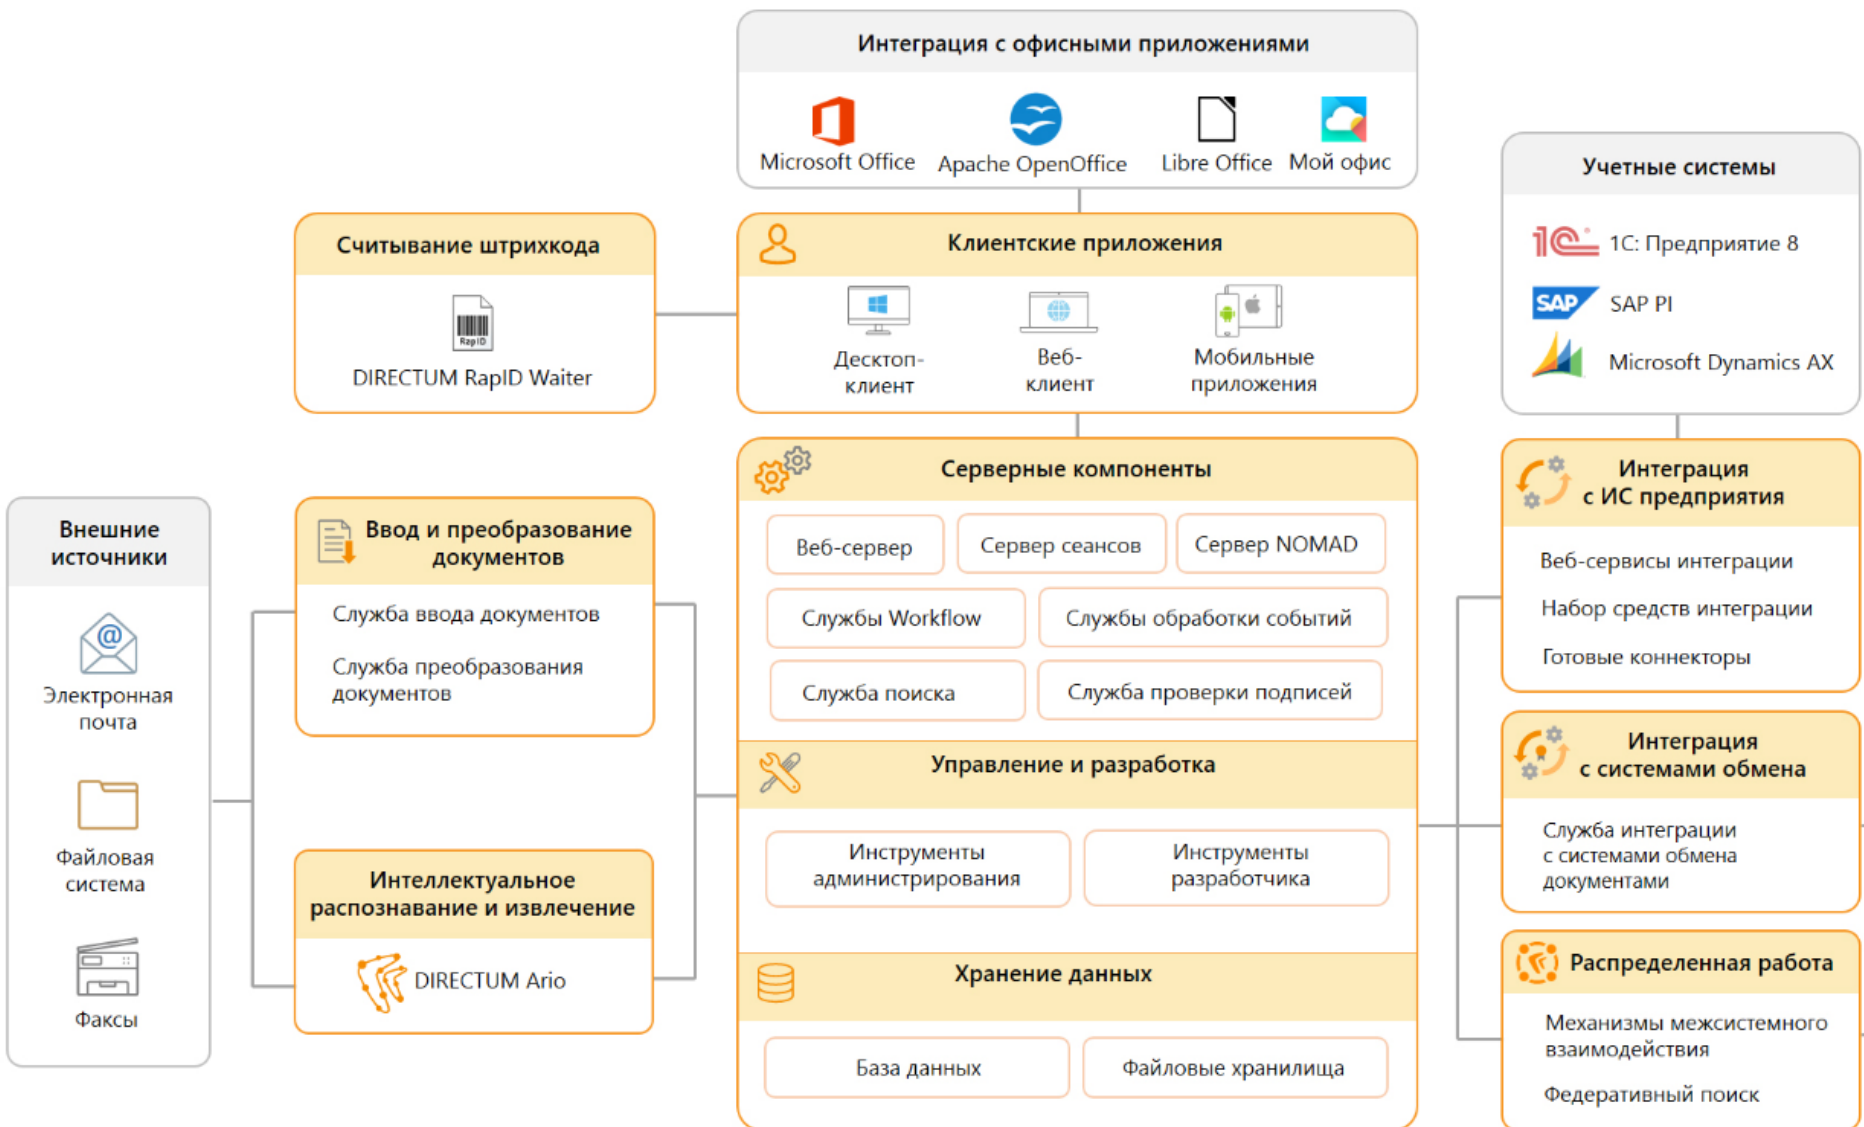 Интеграция с офисными приложениями
Microsoft Office
Apache OpenOffice
Libre Office
Мой офис
Считывание штрихкода
RapID
DIRECTUM RapID Waiter
Клиентские приложения
Десктоп-
клиент
Веб-
клиент
Мобильные
приложения
Учетные системы
1С
1С: Предприятие 8
SAP
SAP PI
Microsoft Dynamics AX
Внешние
источники
@
Электронная
почта
Файловая
система
Факсы
Ввод и преобразование
документов
Служба ввода документов
Служба преобразования
документов
Интеллектуальное
распознавание и извлечение
DIRECTUM Ario
Серверные компоненты
Веб-сервер
Сервер сеансов
Сервер NOMAD
Службы Workflow
Службы обработки событий
Служба поиска
Служба проверки подписей
Управление и разработка
Инструменты
администрирования
Инструменты
разработчика
Хранение данных
База данных
Файловые хранилища
Интеграция
с ИС предприятия
Веб-сервисы интеграции
Набор средств интеграции
Готовые коннекторы
Интеграция
с системами обмена
Служба интеграции
с системами обмена
документами
Распределенная работа
Механизмы межсистемного
взаимодействия
Федеративный поиск